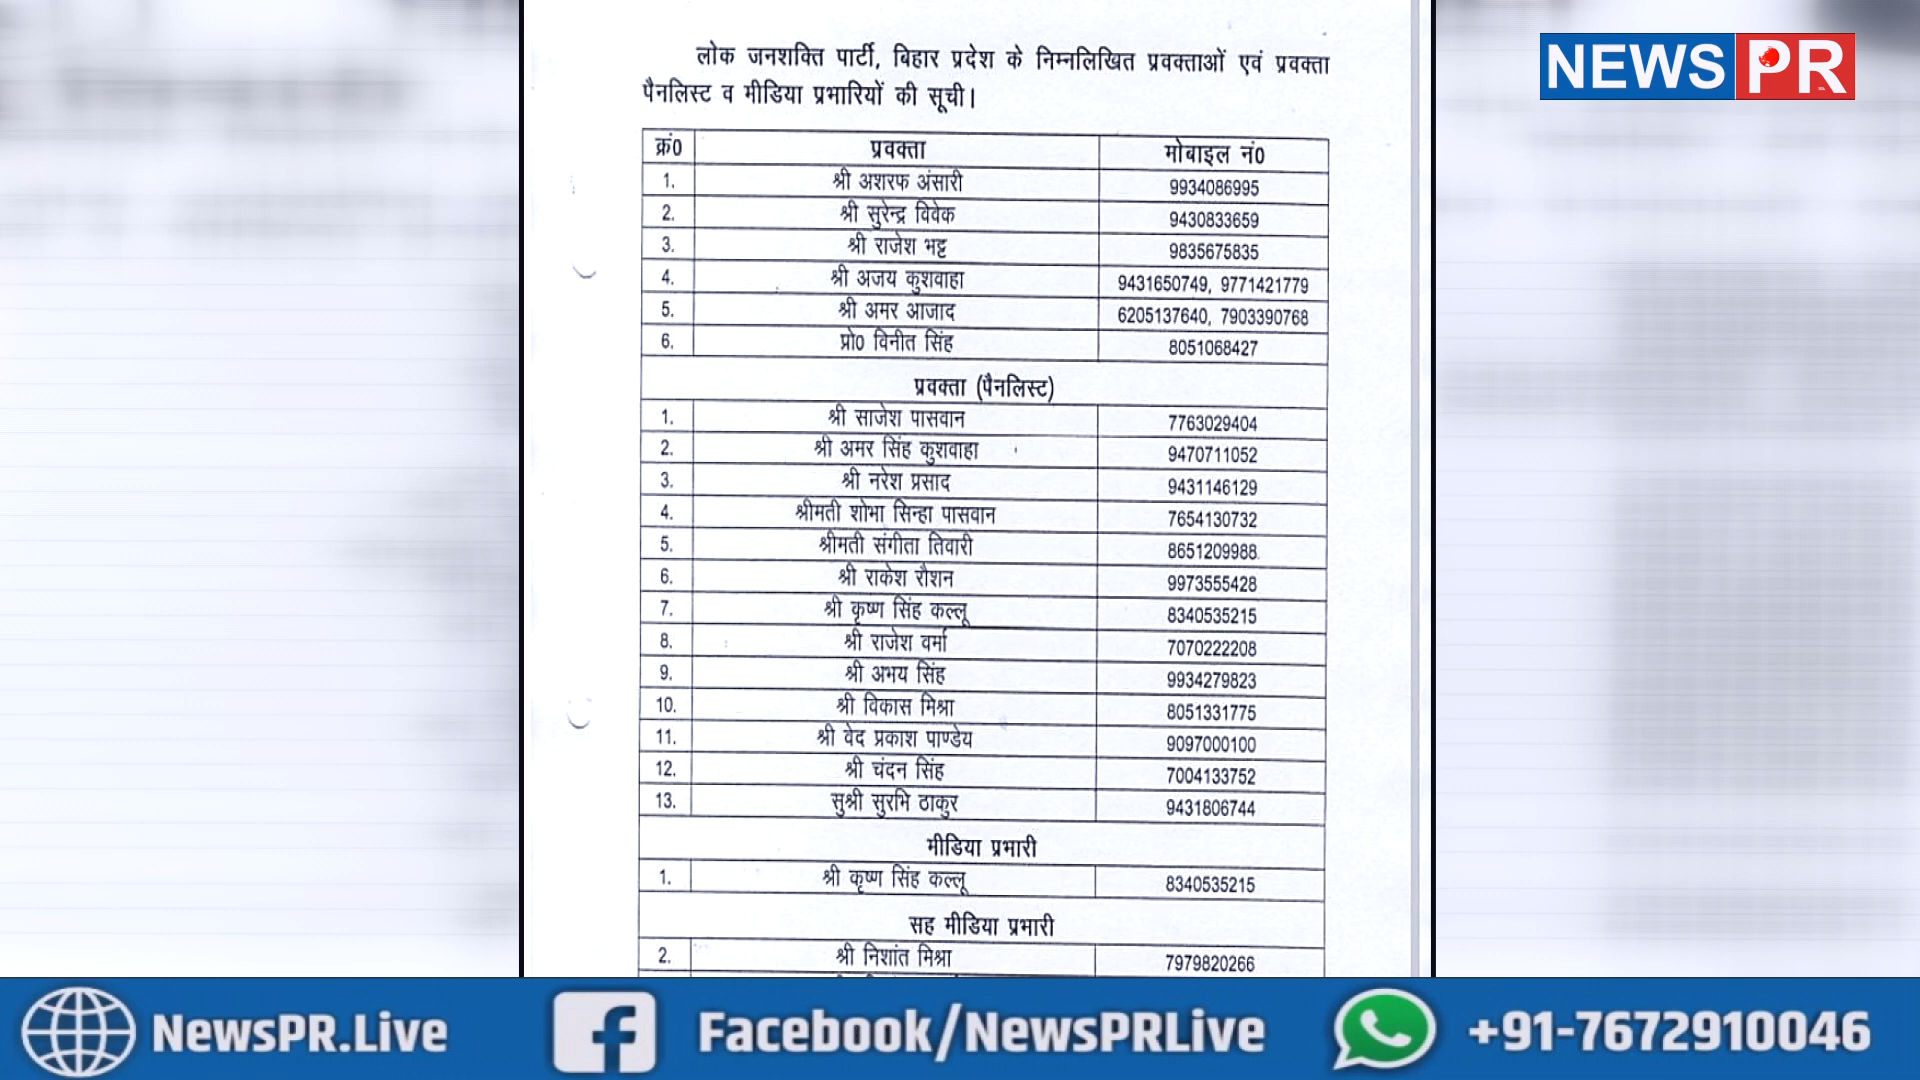 लोक जनशक्ति पार्टी, बिहार प्रदेश के निम्नलिखित प्रवक्ताओं एवं प्रवक्ता
पैनलिस्ट व मीडिया प्रभारियों की सूची।
क्रं0 प्रवक्ता मोबाइल नं0
1. श्री अशरफ अंसारी 9934086995
2. श्री सुरेन्द्र विवेक 9430833659
3. श्री राजेश भट्ट 9835675835
4. श्री अजय कुशवाहा 9431650749, 9771421779
5. श्री अमर आजाद 6205137640, 7903390768
6. प्रो0 विनीत सिंह 8051068427
प्रवक्ता (पैनलिस्ट)
1. श्री साजेश पासवान 7763029404
2. श्री अमर सिंह कुशवाहा 9470711052
3. श्री नरेश प्रसाद 9431146129
4. श्रीमती शोभा सिन्हा पासवान 7654130732
5. श्रीमती संगीता तिवारी 8651209988
6. श्री राकेश रौशन 9973555428
7. श्री कृष्ण सिंह कल्लू 8340535215
8. श्री राजेश वर्मा 7070222208
9. श्री अभय सिंह 9934279823
10. श्री विकास मिश्रा 8051331775
11. श्री वेद प्रकाश पाण्डेय 9097000100
12. श्री चंदन सिंह 7004133752
13. सुश्री सुरभि ठाकुर 9431806744
मीडिया प्रभारी
1. श्री कृष्ण सिंह कल्लू 8340535215
सह मीडिया प्रभारी
2. श्री निशांत मिश्रा 7979820266
NEWS PR
NewsPR.Live
Facebook/NewsPRLive
+91-7672910046